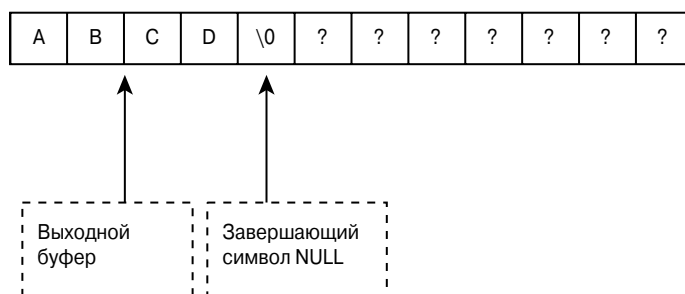 A B C D \0 ? ? ? ? ? ? ?
Выходной
буфер
Завершающий
символ NULL